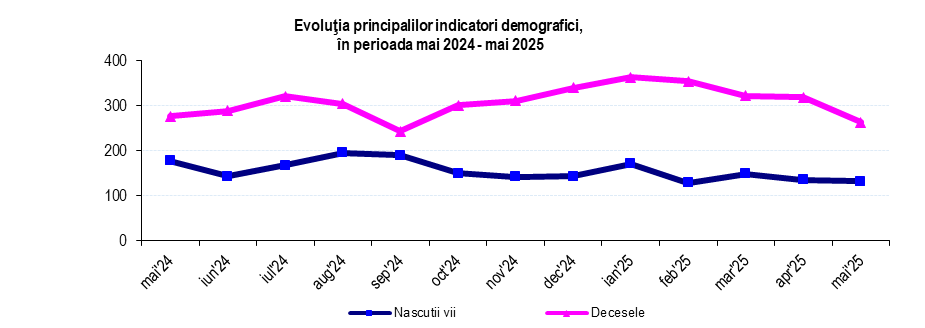 Evoluţia principalilor indicatori demografici,
în perioada mai 2024 - mai 2025
400
300
200
100
0
mai'24
iun'24
iul'24
aug'24
sep'24
oct'24
nov'24
dec'24
ian'25
feb'25
mar'25
apr'25
mai'25
Nascutii vii
Decesele